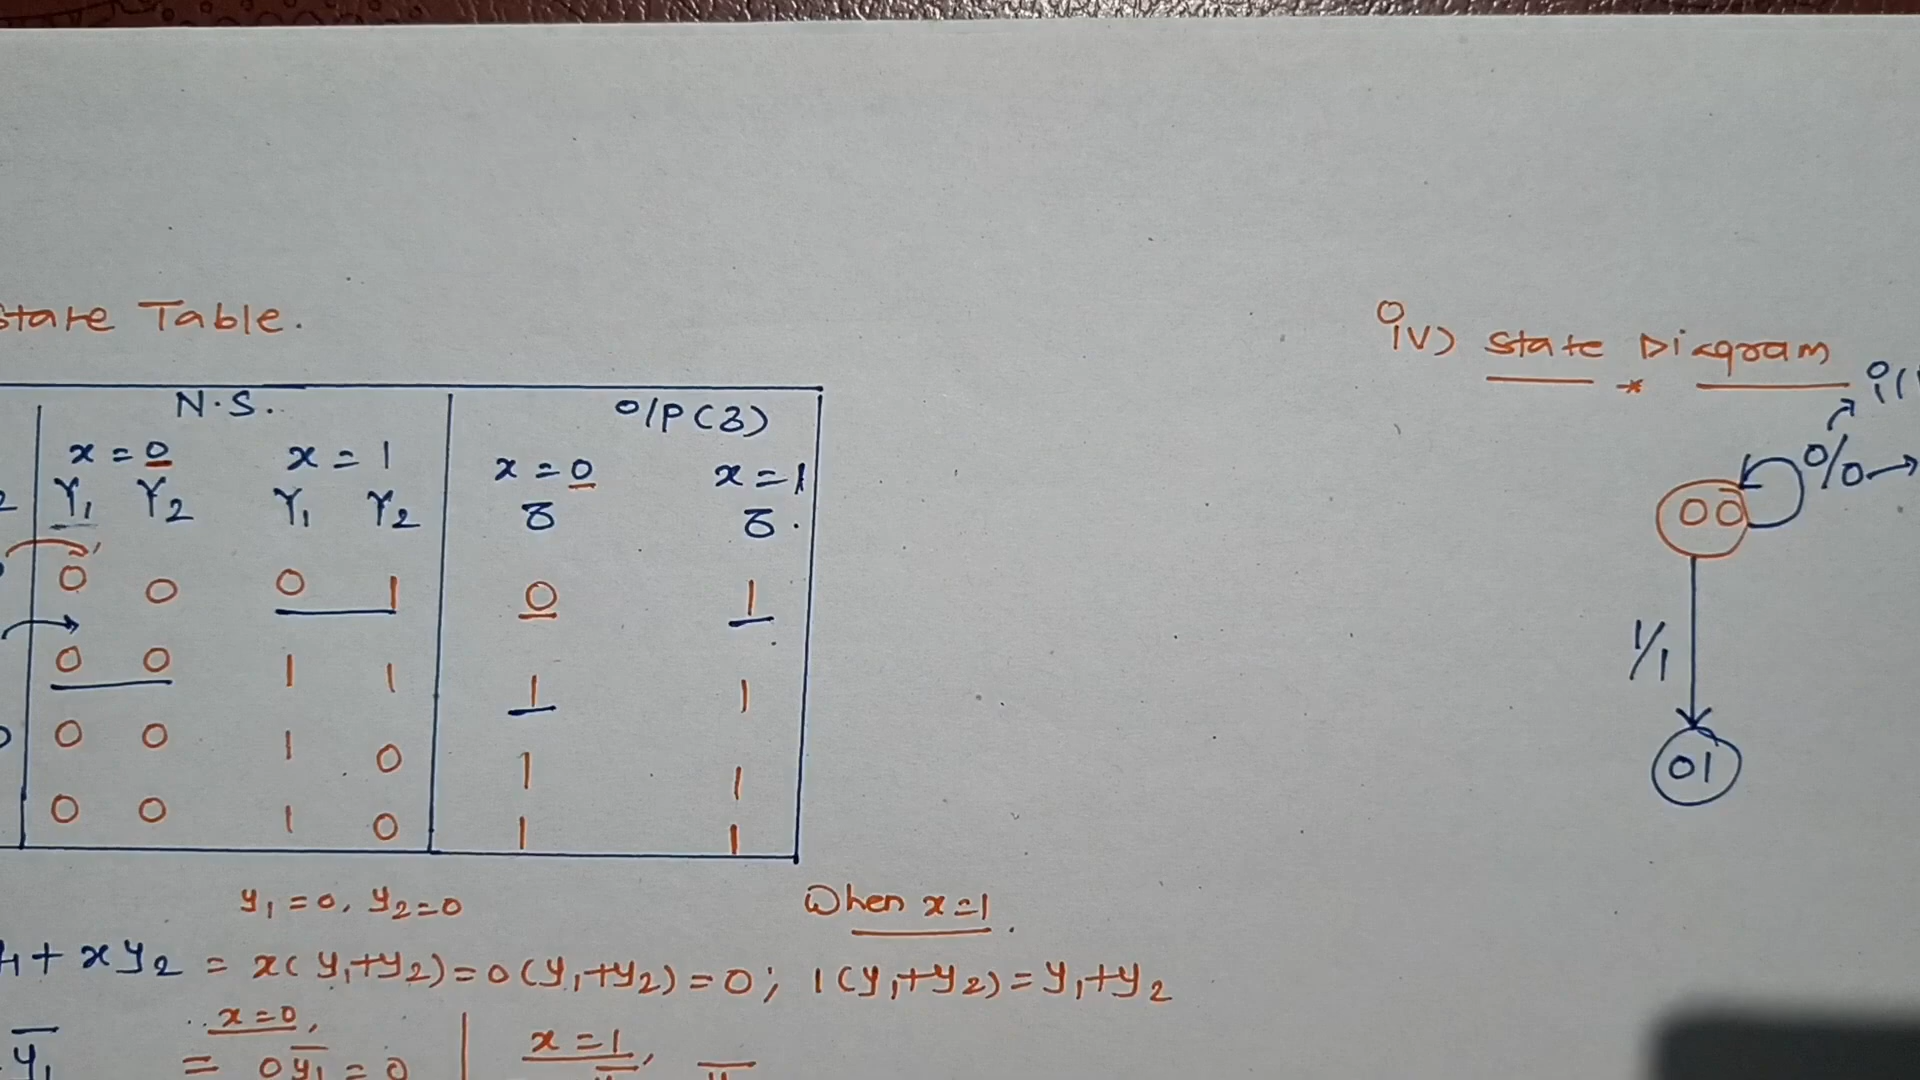 State Table.
N.S. O/P(Z)
x = 0 x = 1 x = 0 x = 1
Y1 Y2 Y1 Y2 Z Z.
0 0 0 1 0 1
0 0 1 1 1 1
0 0 1 0 1 1
0 0 1 0 1 1
y1 = 0, y2 = 0 When x = 1.
+ xy2 = x(y1+y2) = 0(y1+y2) = 0; 1(y1+y2) = y1+y2
x = 0, x = 1,
y̅1 = 0y̅1 = 0
iv) State Diagram
0/0
00
1/1
01